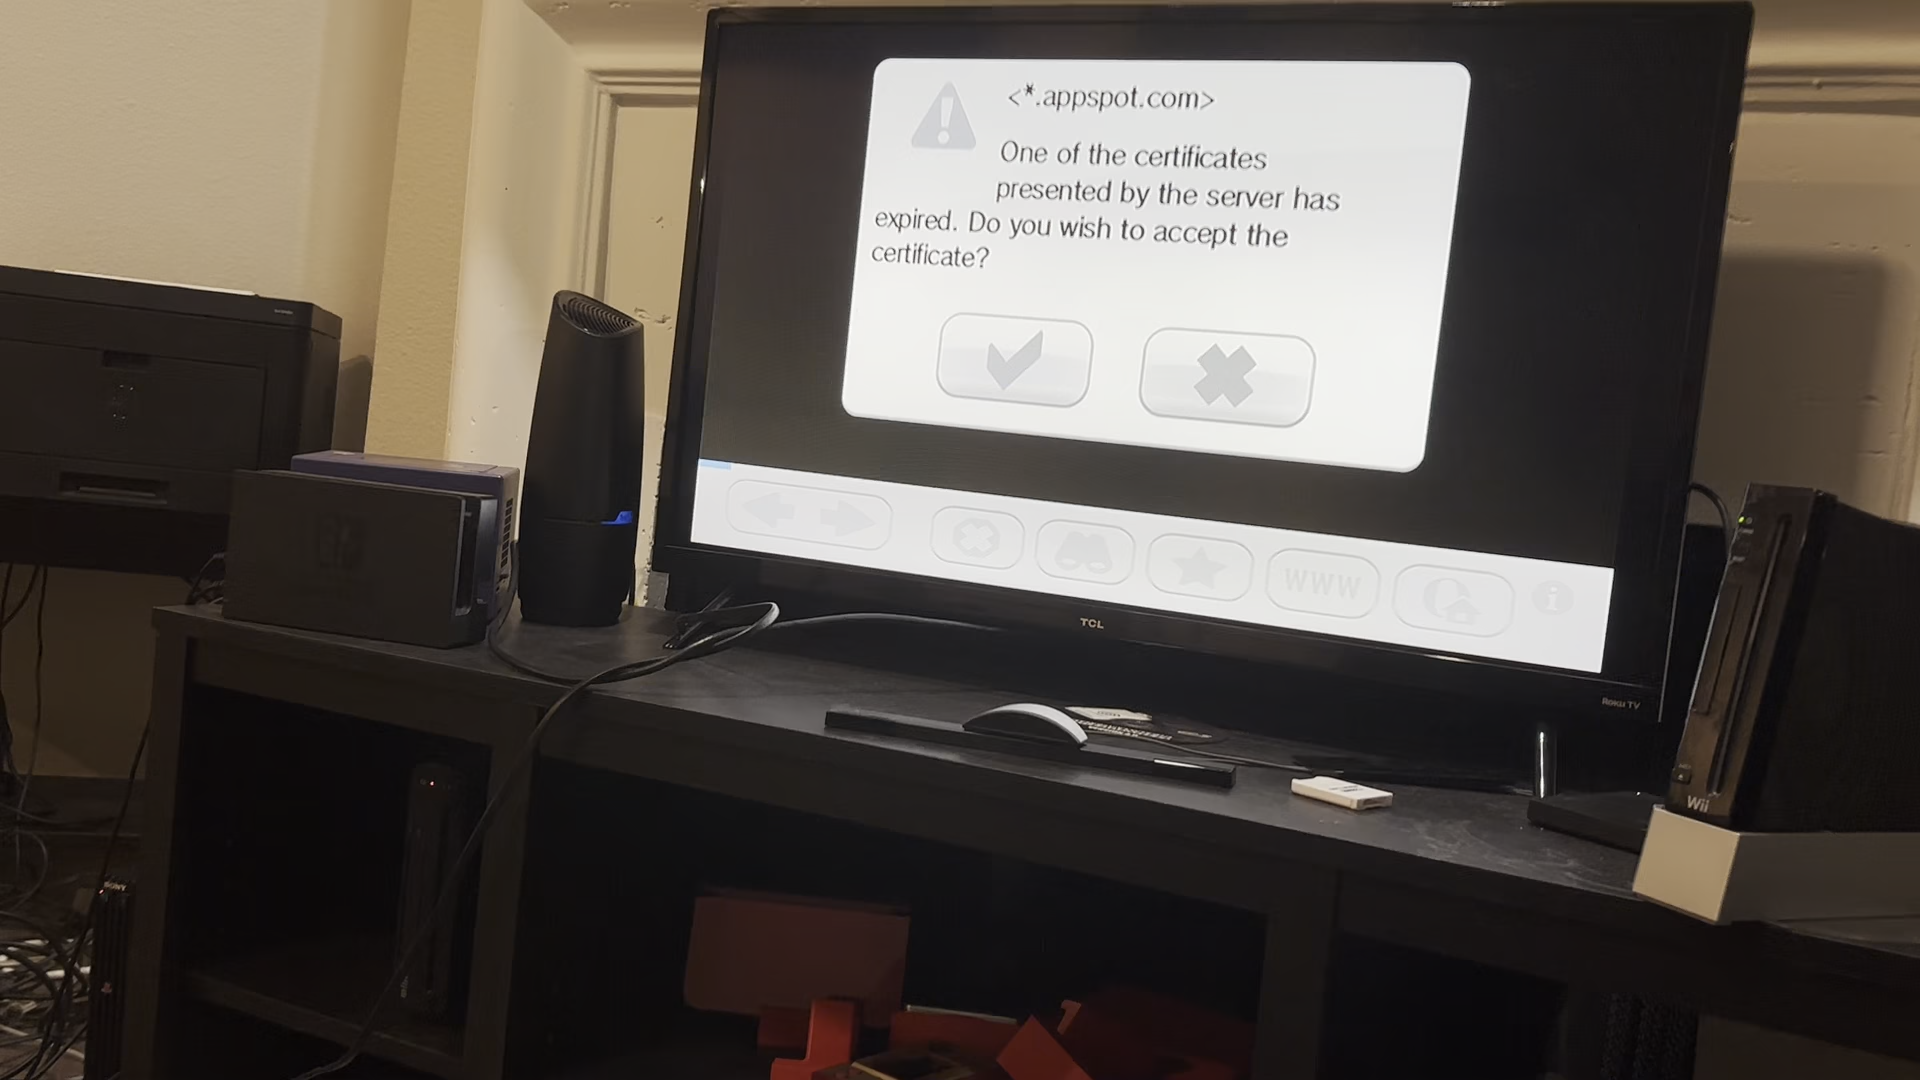 <*.appspot.com>
One of the certificates
presented by the server has
expired. Do you wish to accept the
certificate?
WWW
i
TCL
Roku TV
Wii
SONY